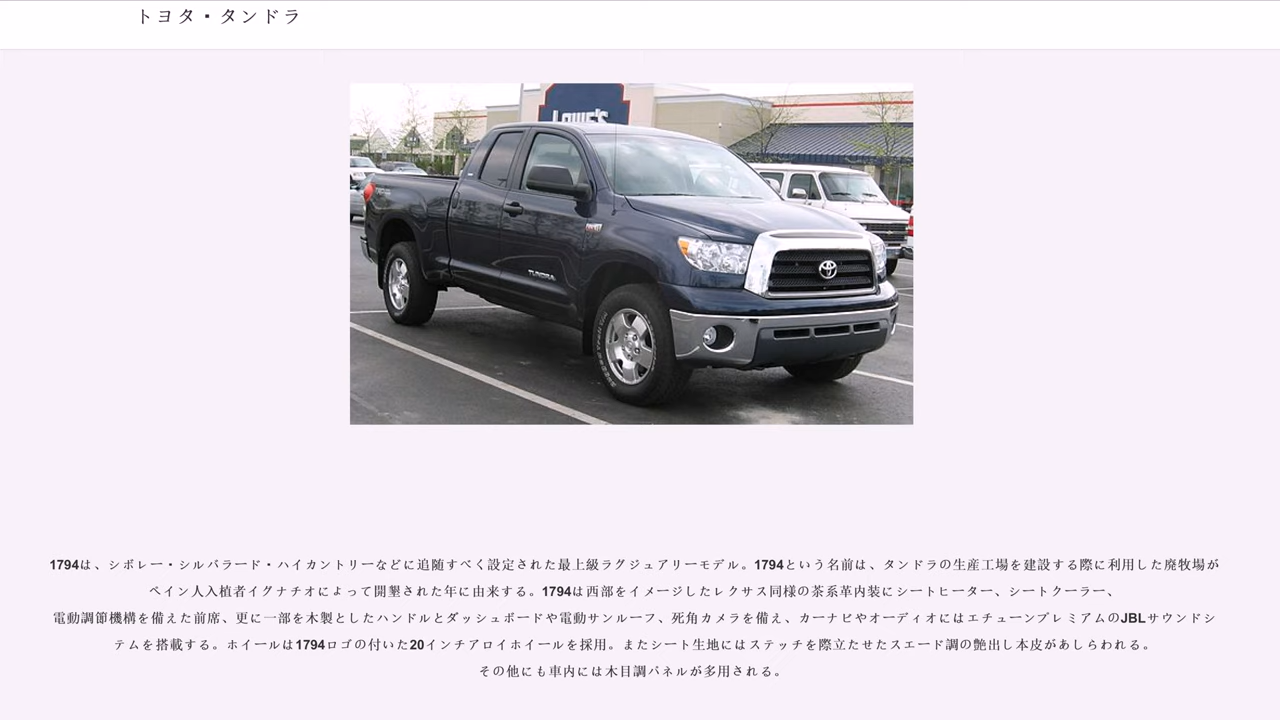 トヨタ・タンドラ
LOWE'S
TUNDRA
1794は、シボレー・シルバラード・ハイカントリーなどに追随すべく設定された最上級ラグジュアリーモデル。1794という名前は、タンドラの生産工場を建設する際に利用した廃牧場が
ペイン人入植者イグナチオによって開墾された年に由来する。1794は西部をイメージしたレクサス同様の茶系革内装にシートヒーター、シートクーラー、
電動調節機構を備えた前席、更に一部を木製としたハンドルとダッシュボードや電動サンルーフ、死角カメラを備え、カーナビやオーディオにはエチューンプレミアムのJBLサウンドシ
テムを搭載する。ホイールは1794ロゴの付いた20インチアロイホイールを採用。またシート生地にはステッチを際立たせたスエード調の艶出し本皮があしらわれる。
その他にも車内には木目調パネルが多用される。